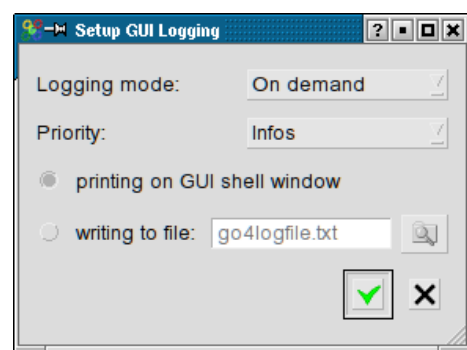 Setup GUI Logging
Logging mode: On demand
Priority: Infos
printing on GUI shell window
writing to file: go4logfile.txt